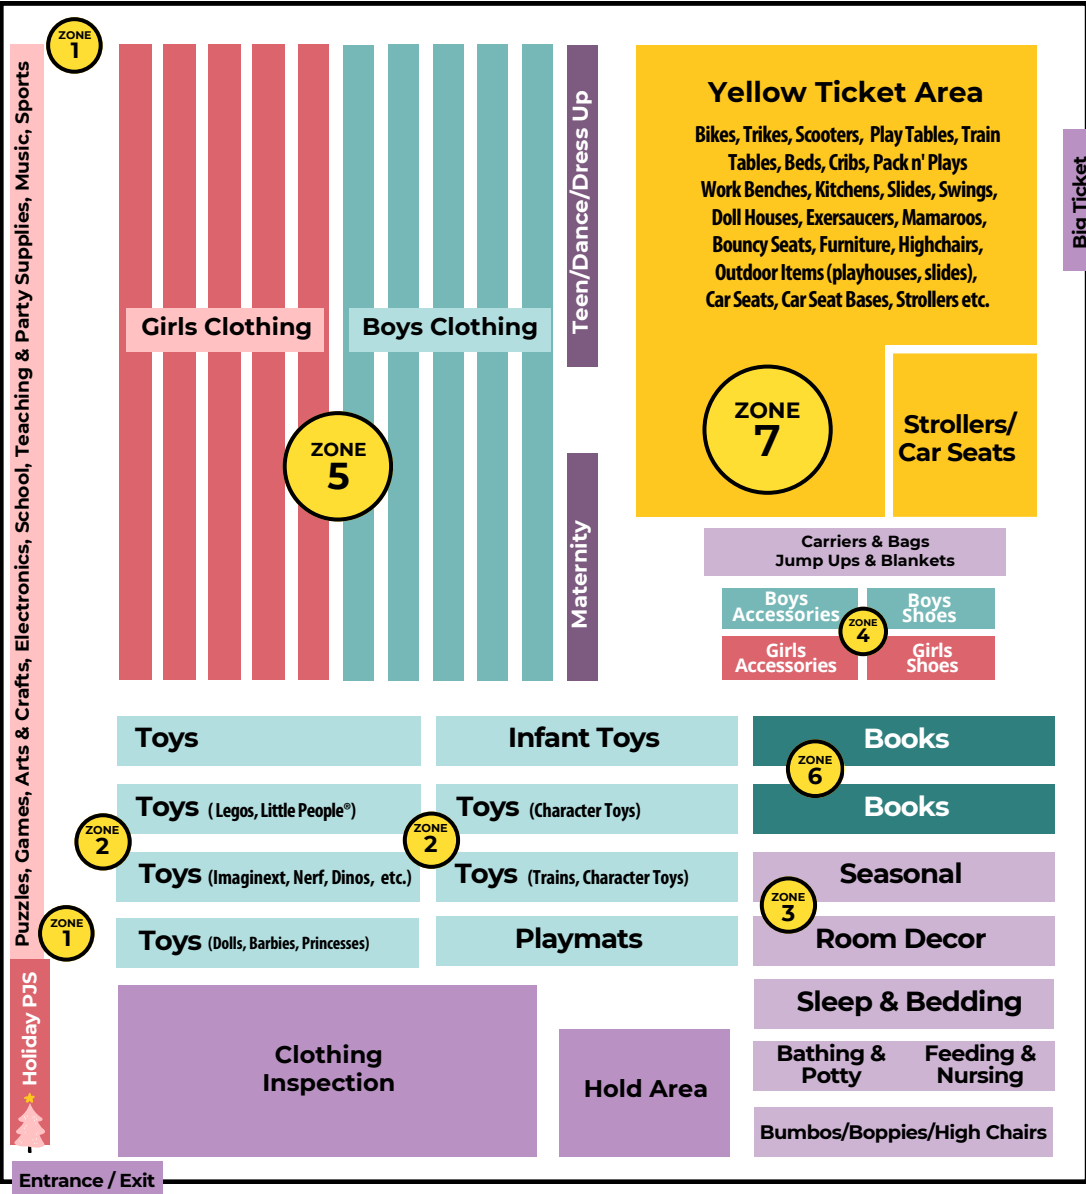 ZONE
1
Puzzles, Games, Arts & Crafts, Electronics, School, Teaching & Party Supplies, Music, Sports
ZONE
1
Holiday PJS
Girls Clothing
Boys Clothing
ZONE
5
Teen/Dance/Dress Up
Maternity
Yellow Ticket Area
Bikes, Trikes, Scooters, Play Tables, Train
Tables, Beds, Cribs, Pack n' Plays
Work Benches, Kitchens, Slides, Swings,
Doll Houses, Exersaucers, Mamaroos,
Bouncy Seats, Furniture, Highchairs,
Outdoor Items (playhouses, slides),
Car Seats, Car Seat Bases, Strollers etc.
ZONE
7
Strollers/
Car Seats
Big Ticket
Carriers & Bags
Jump Ups & Blankets
Boys
Accessories
Boys
Shoes
ZONE
4
Girls
Accessories
Girls
Shoes
Toys
Infant Toys
Books
ZONE
6
Toys (Legos, Little People®)
Toys (Character Toys)
Books
ZONE
2
ZONE
2
Toys (Imaginext, Nerf, Dinos, etc.)
Toys (Trains, Character Toys)
Seasonal
ZONE
3
Toys (Dolls, Barbies, Princesses)
Playmats
Room Decor
Sleep & Bedding
Clothing
Inspection
Hold Area
Bathing &
Potty
Feeding &
Nursing
Bumbos/Boppies/High Chairs
Entrance / Exit